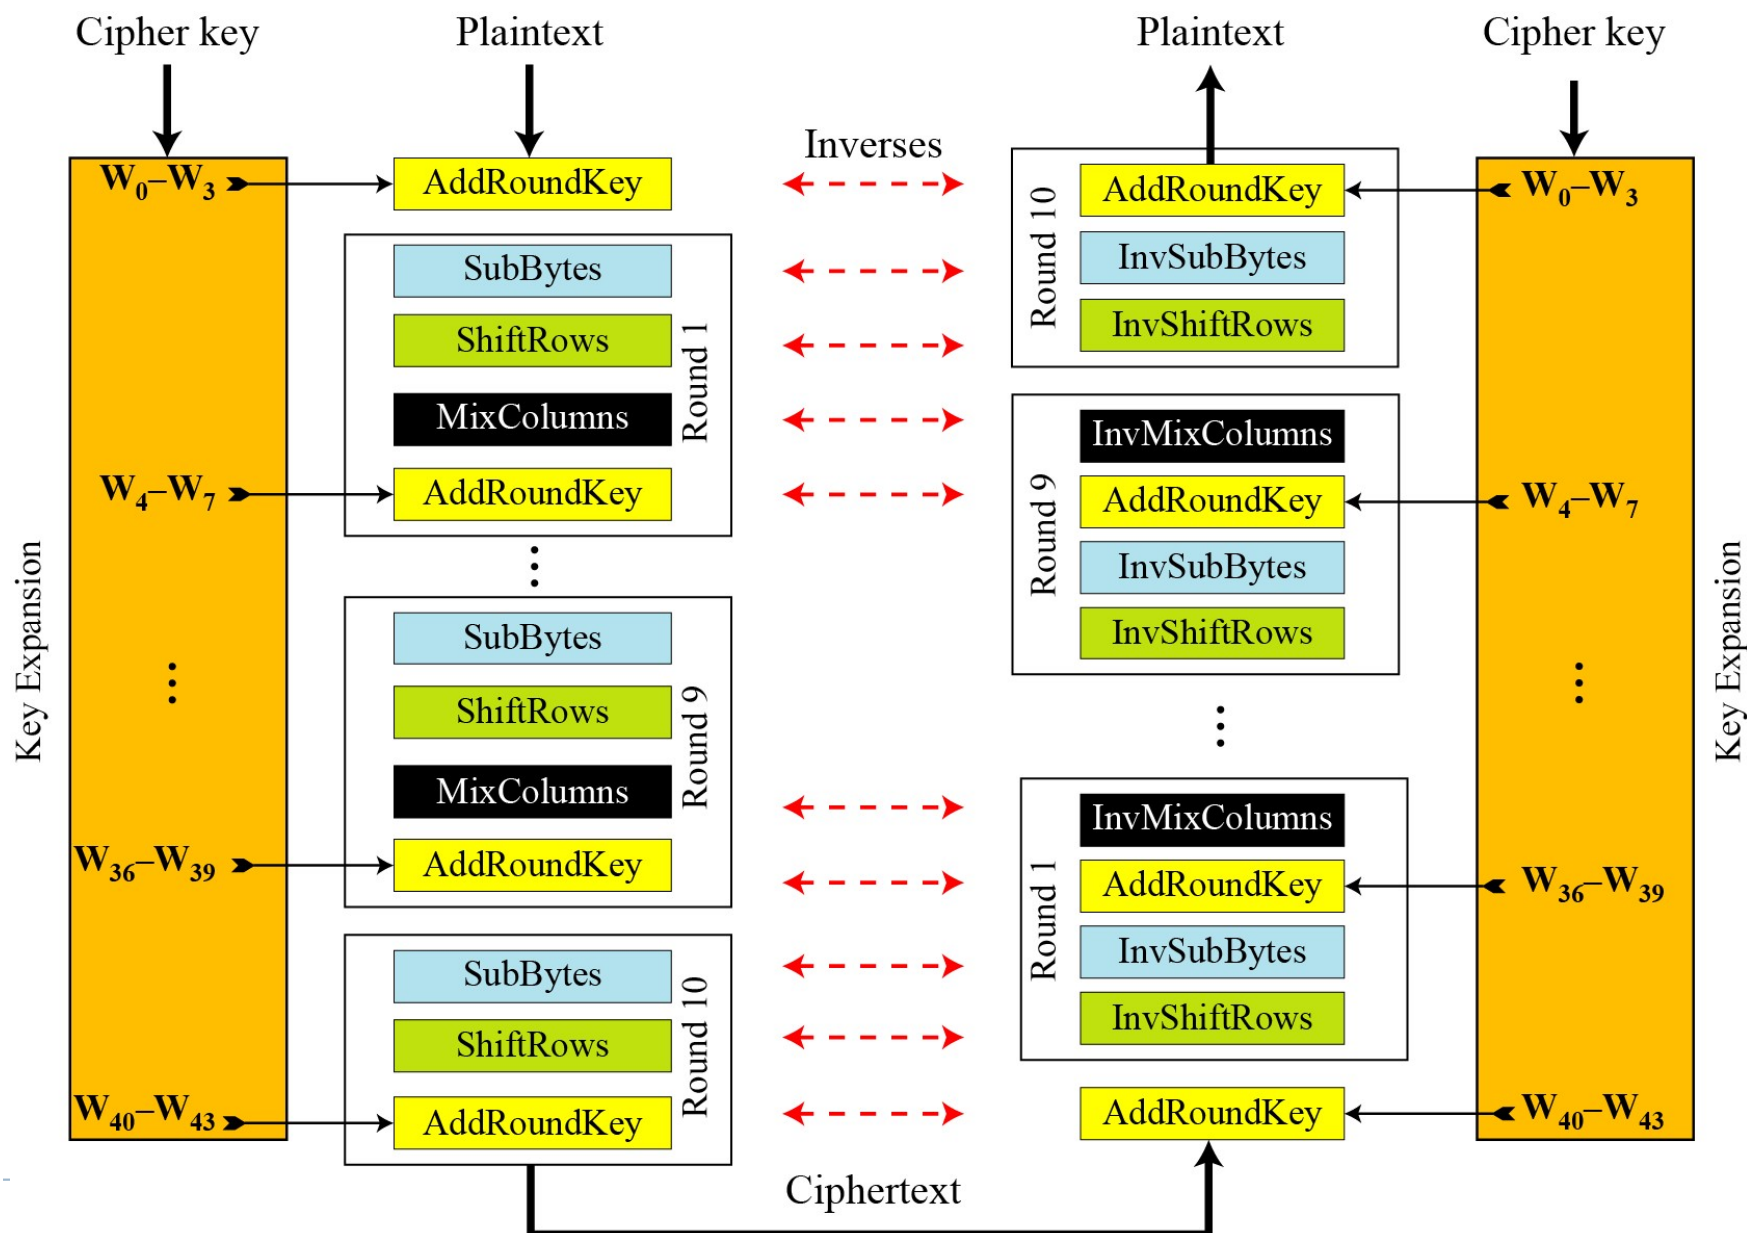 Cipher key
Plaintext
Plaintext
Cipher key
Inverses
W0–W3
AddRoundKey
SubBytes
ShiftRows
MixColumns
W4–W7
AddRoundKey
Round 1
SubBytes
ShiftRows
MixColumns
W36–W39
AddRoundKey
Round 9
SubBytes
ShiftRows
W40–W43
AddRoundKey
Round 10
Key Expansion
Ciphertext
AddRoundKey
W0–W3
InvSubBytes
InvShiftRows
Round 10
InvMixColumns
AddRoundKey
W4–W7
InvSubBytes
InvShiftRows
Round 9
InvMixColumns
AddRoundKey
W36–W39
InvSubBytes
InvShiftRows
Round 1
AddRoundKey
W40–W43
Key Expansion